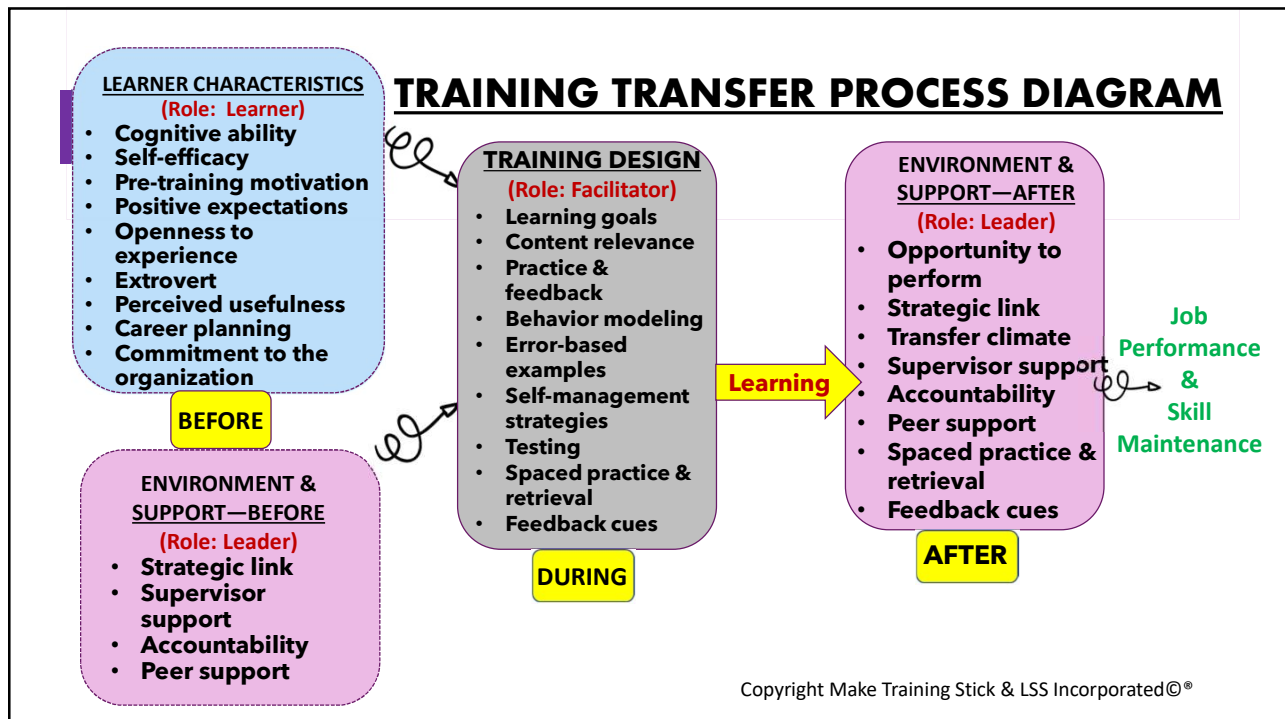 TRAINING TRANSFER PROCESS DIAGRAM
LEARNER CHARACTERISTICS
(Role: Learner)
• Cognitive ability
• Self-efficacy
• Pre-training motivation
• Positive expectations
• Openness to
experience
• Extrovert
• Perceived usefulness
• Career planning
• Commitment to the
organization
BEFORE
ENVIRONMENT &
SUPPORT—BEFORE
(Role: Leader)
• Strategic link
• Supervisor
support
• Accountability
• Peer support
TRAINING DESIGN
(Role: Facilitator)
• Learning goals
• Content relevance
• Practice &
feedback
• Behavior modeling
• Error-based
examples
• Self-management
strategies
• Testing
• Spaced practice &
retrieval
• Feedback cues
DURING
Learning
ENVIRONMENT &
SUPPORT—AFTER
(Role: Leader)
• Opportunity to
perform
• Strategic link
• Transfer climate
• Supervisor support
• Accountability
• Peer support
• Spaced practice &
retrieval
• Feedback cues
AFTER
Job
Performance
&
Skill
Maintenance
Copyright Make Training Stick & LSS Incorporated©®